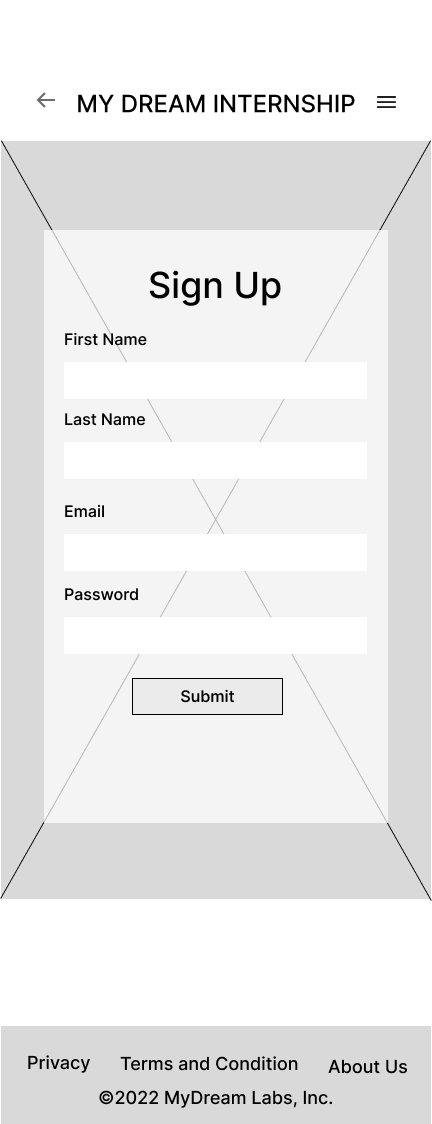 MY DREAM INTERNSHIP
Sign Up
First Name
Last Name
Email
Password
Submit
Privacy Terms and Condition About Us
©2022 MyDream Labs, Inc.